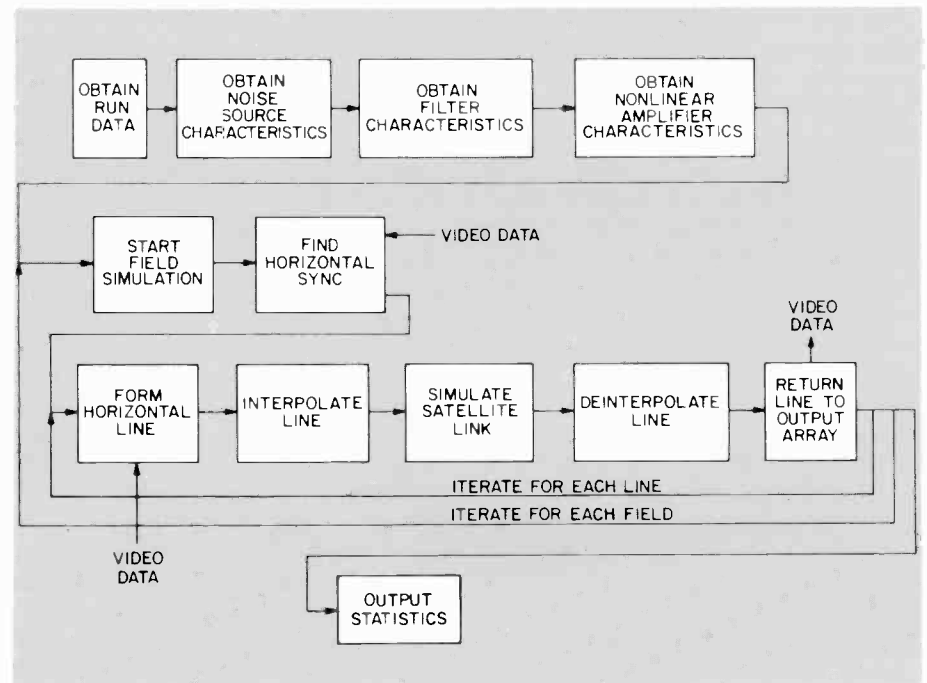 OBTAIN
RUN
DATA
OBTAIN
NOISE
SOURCE
CHARACTERISTICS
OBTAIN
FILTER
CHARACTERISTICS
OBTAIN
NONLINEAR
AMPLIFIER
CHARACTERISTICS
START
FIELD
SIMULATION
FIND
HORIZONTAL
SYNC
VIDEO DATA
FORM
HORIZONTAL
LINE
INTERPOLATE
LINE
SIMULATE
SATELLITE
LINK
DEINTERPOLATE
LINE
VIDEO
DATA
RETURN
LINE TO
OUTPUT
ARRAY
ITERATE FOR EACH LINE
ITERATE FOR EACH FIELD
VIDEO
DATA
OUTPUT
STATISTICS